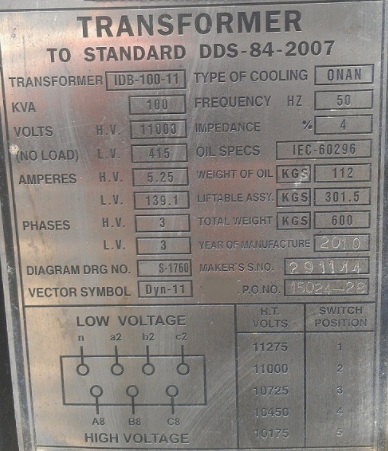 TRANSFORMER
TO STANDARD DDS-84-2007
TRANSFORMER IDB-100-11 TYPE OF COOLING ONAN
KVA 100 FREQUENCY HZ 50
VOLTS H.V. 11000 IMPEDANCE % 4
(NO LOAD) L.V. 415 OIL SPECS IEC-60296
AMPERES H.V. 5.25 WEIGHT OF OIL KGS 112
L.V. 139.1 LIFTABLE ASSY. KGS 301.5
PHASES H.V. 3 TOTAL WEIGHT KGS 600
L.V. 3 YEAR OF MANUFACTURE 2010
DIAGRAM DRG NO. S-1760 MAKER'S S.NO. 291144
VECTOR SYMBOL Dyn-11 P.O.NO. 15024-28
LOW VOLTAGE H.T. VOLTS SWITCH POSITION
n a2 b2 c2
11275 1
11000 2
10725 3
10450 4
10175 5
A8 B8 C8
HIGH VOLTAGE